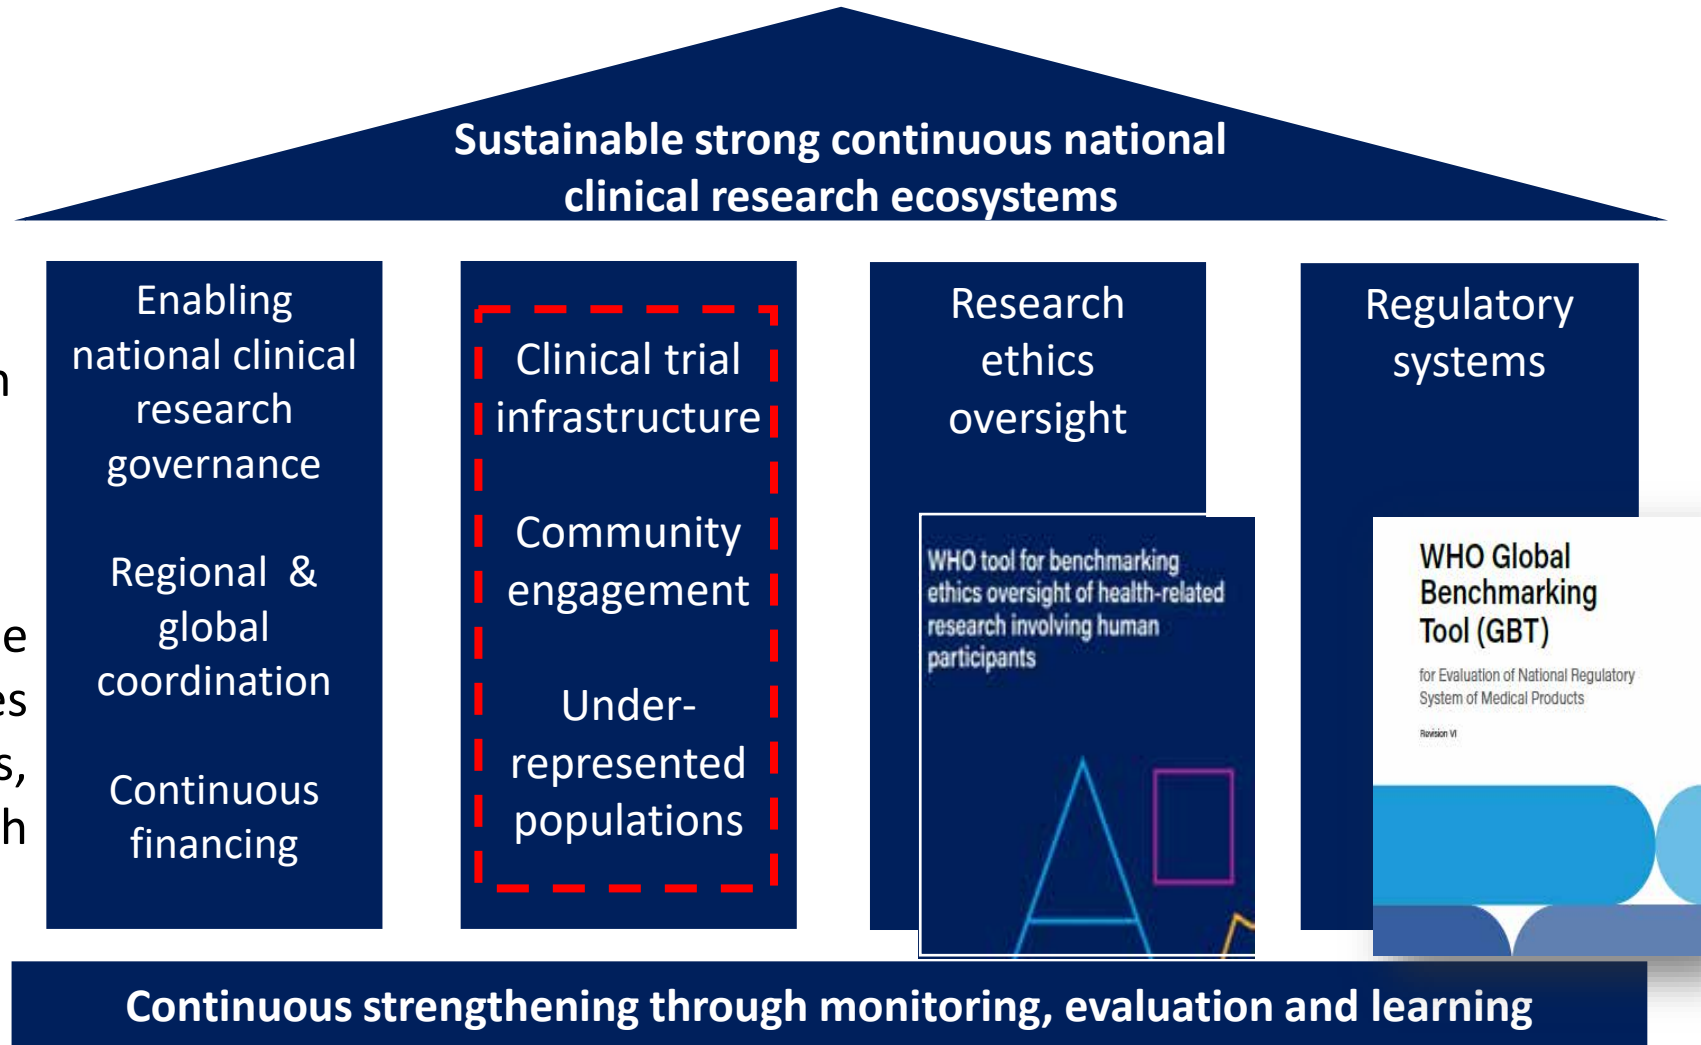 Sustainable strong continuous national
clinical research ecosystems
Enabling
national clinical
research
governance
Regional & 
global
coordination
Continuous
financing
Clinical trial
infrastructure
Community
engagement
Under-
represented
populations
Research
ethics
oversight
WHO tool for benchmarking
ethics oversight of health-related
research involving human
participants
Regulatory
systems
WHO Global
Benchmarking
Tool (GBT)
for Evaluation of National Regulatory
System of Medical Products
Revision VI
Continuous strengthening through monitoring, evaluation and learning